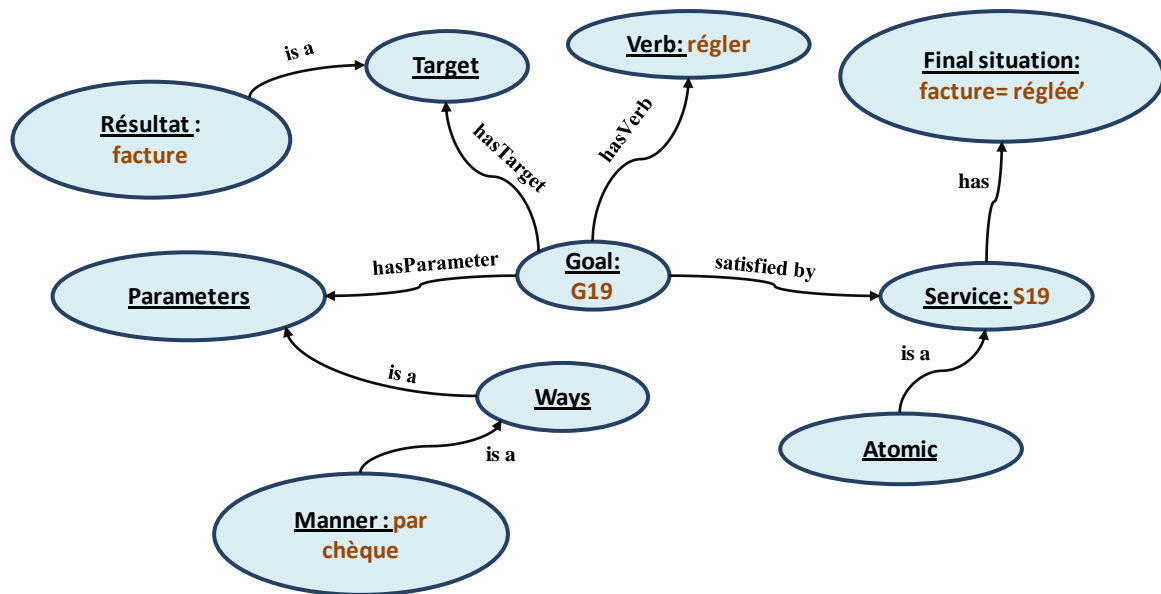 is a
Target
Verb: régler
Final situation:
facture= réglée’
Résultat :
facture
hasTarget
hasVerb
has
hasParameter
Goal:
G19
satisfied by
Parameters
Service: S19
is a
is a
Ways
is a
Atomic
Manner : par
chèque